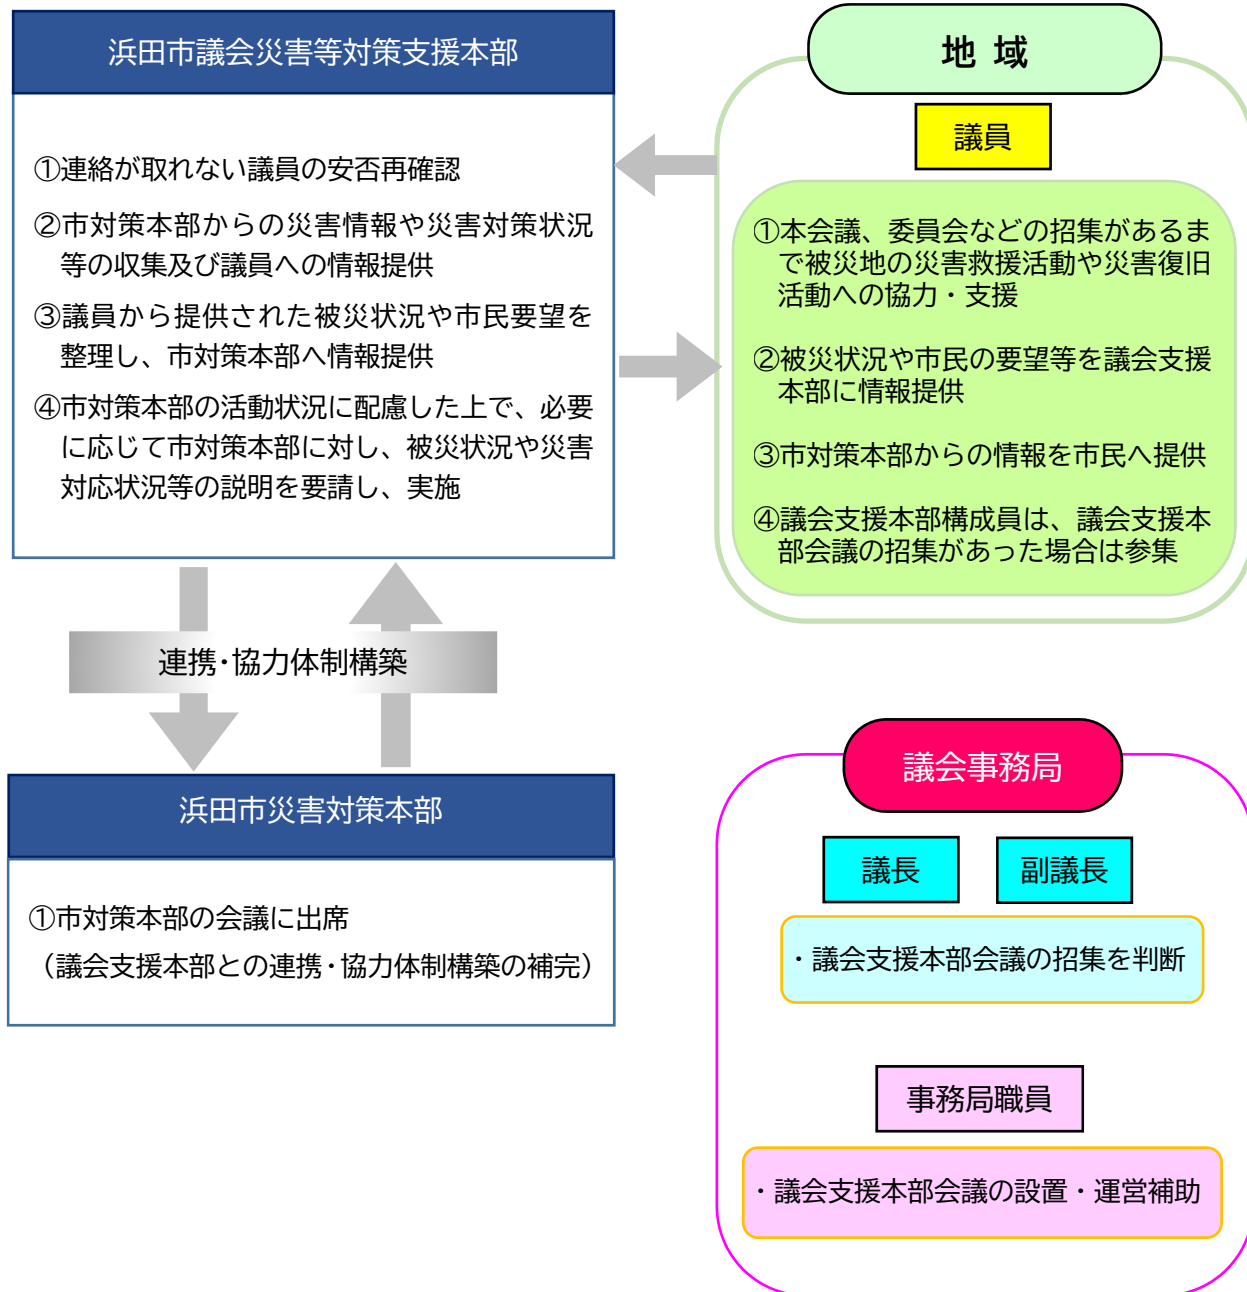 浜田市議会災害等対策支援本部
①連絡が取れない議員の安否再確認
②市対策本部からの災害情報や災害対策状況
等の収集及び議員への情報提供
③議員から提供された被災状況や市民要望を
整理し、市対策本部へ情報提供
④市対策本部の活動状況に配慮した上で、必要
に応じて市対策本部に対し、被災状況や災害
対応状況等の説明を要請し、実施
地 域
議員
①本会議、委員会などの招集があるま
で被災地の災害救援活動や災害復旧
活動への協力・支援
②被災状況や市民の要望等を議会支援
本部に情報提供
③市対策本部からの情報を市民へ提供
④議会支援本部構成員は、議会支援本
部会議の招集があった場合は参集
連携・協力体制構築
浜田市災害対策本部
①市対策本部の会議に出席
（議会支援本部との連携・協力体制構築の補完）
議会事務局
議長
副議長
・議会支援本部会議の招集を判断
事務局職員
・議会支援本部会議の設置・運営補助